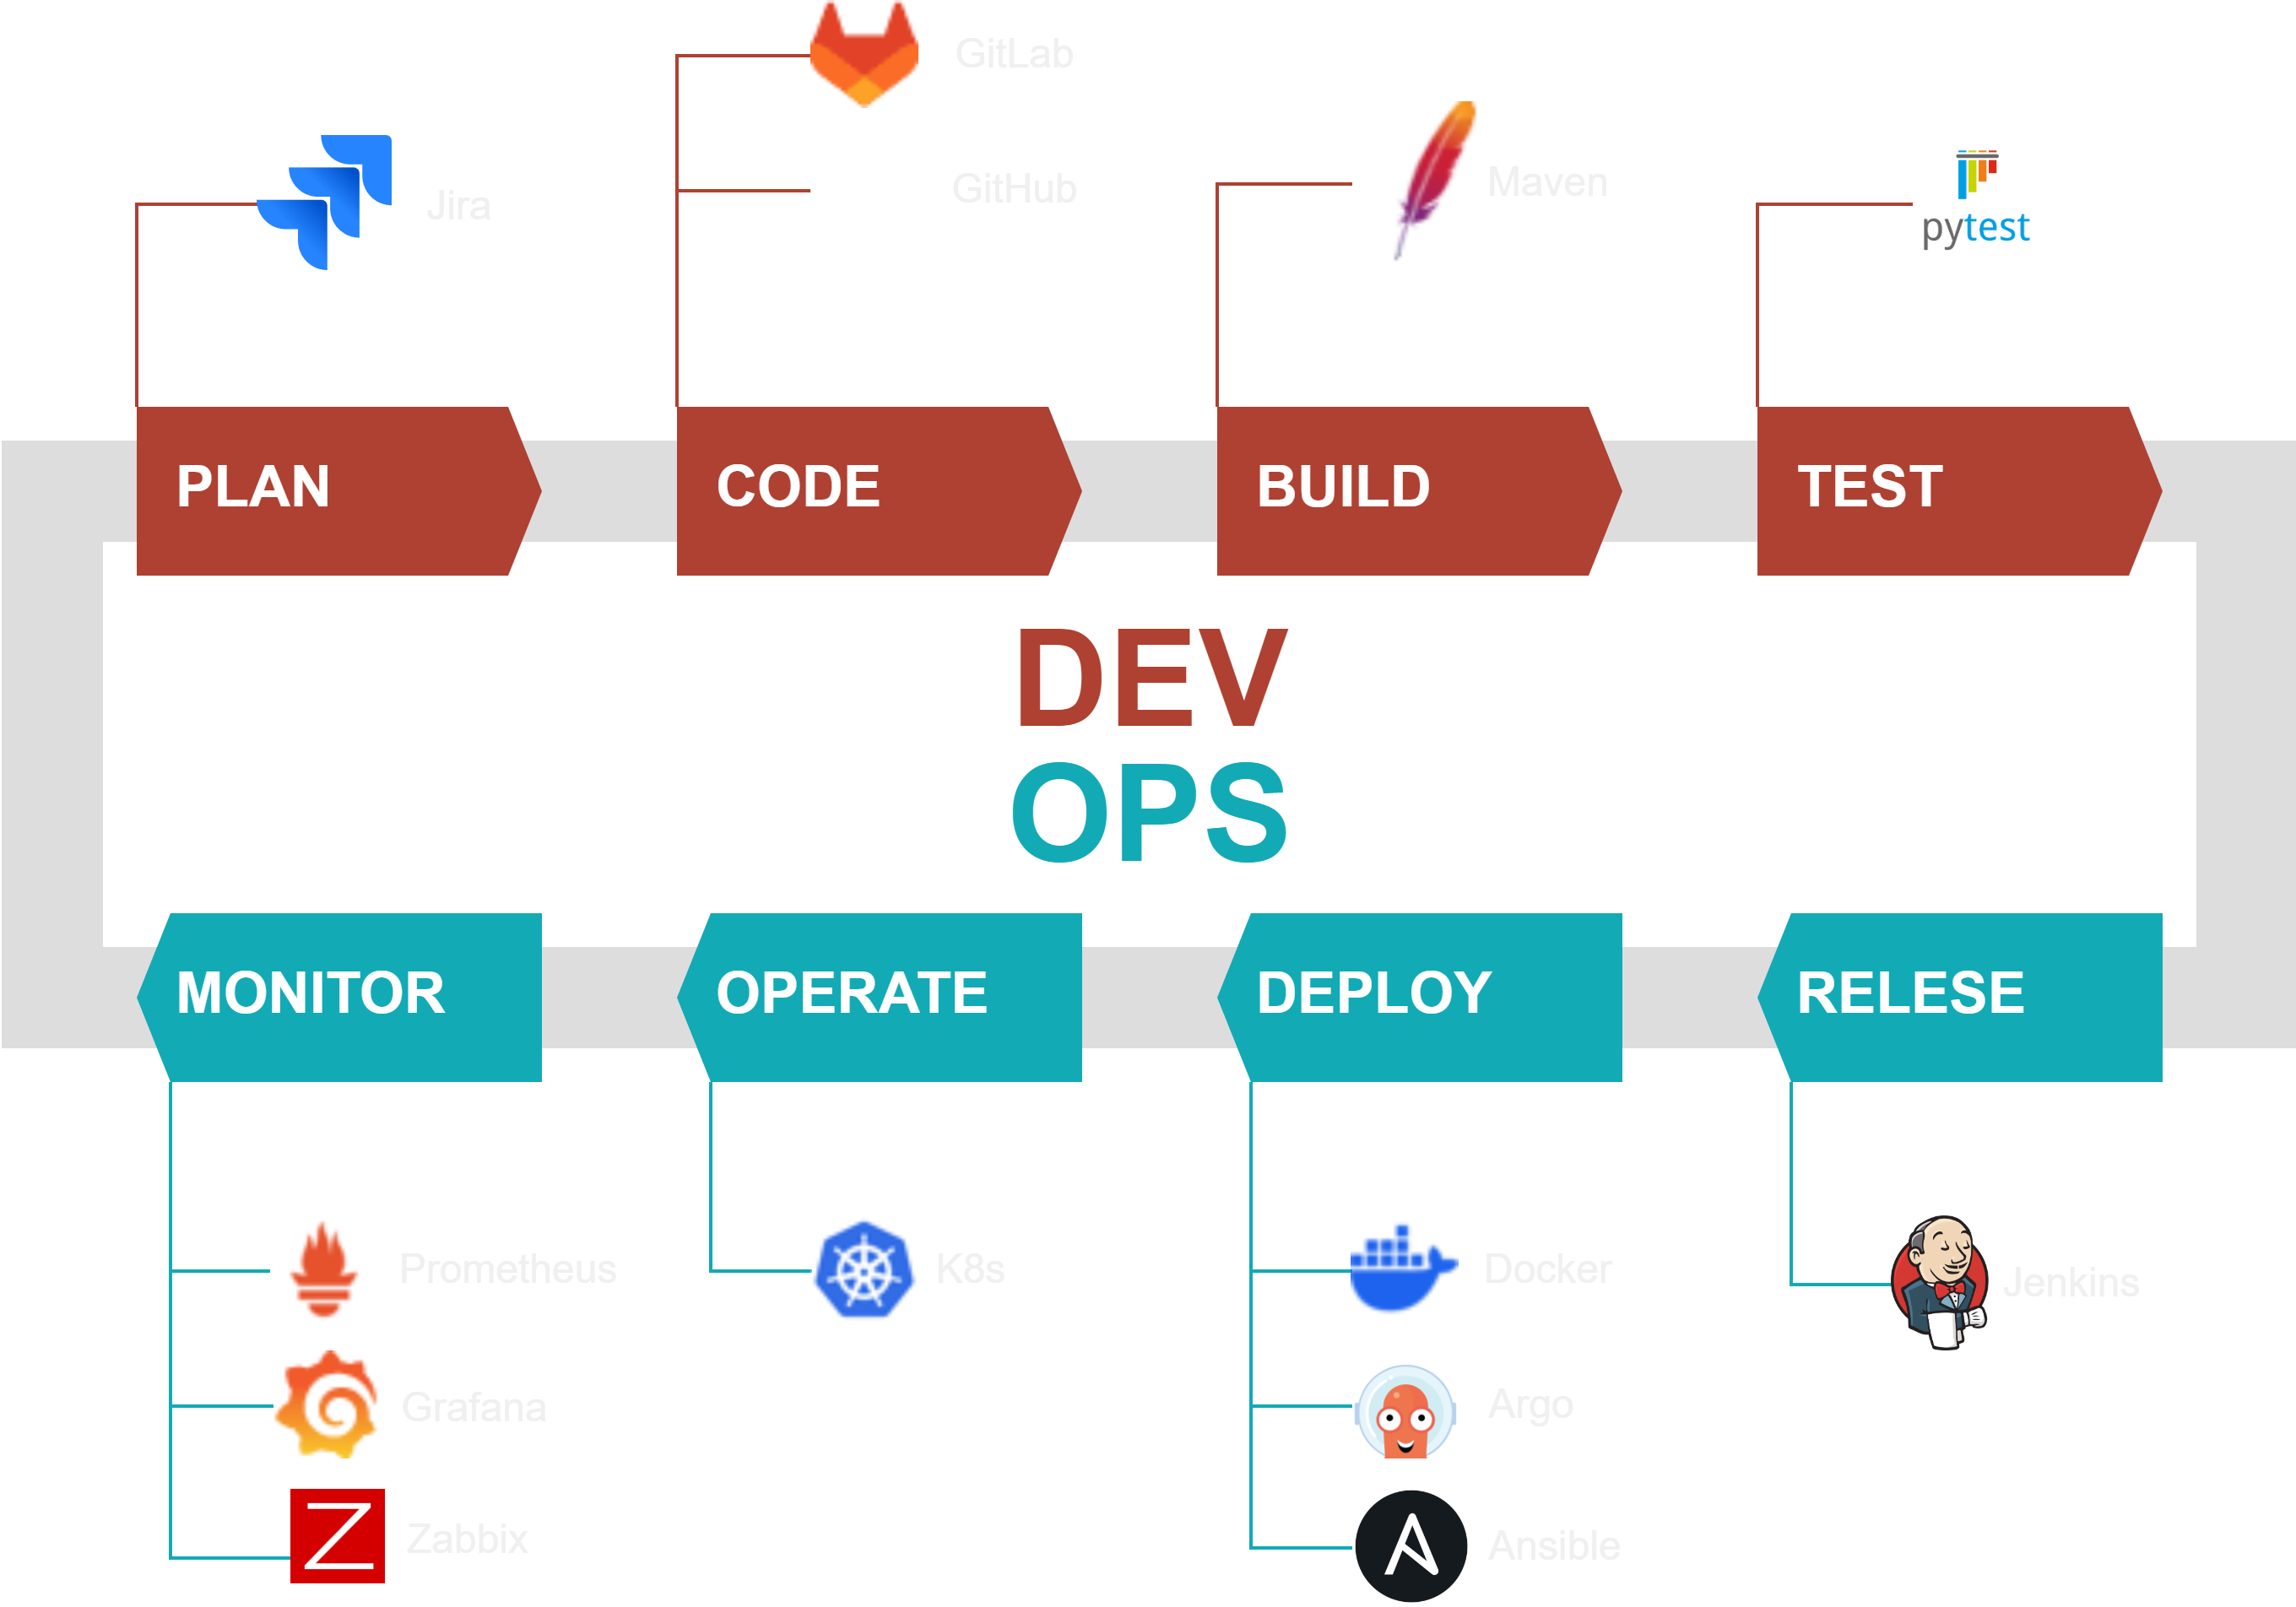 GitLab
GitHub
Jira
Maven
pytest
PLAN
CODE
BUILD
TEST
DEV
OPS
MONITOR
OPERATE
DEPLOY
RELESE
Prometheus
K8s
Docker
Jenkins
Grafana
Argo
Zabbix
Ansible